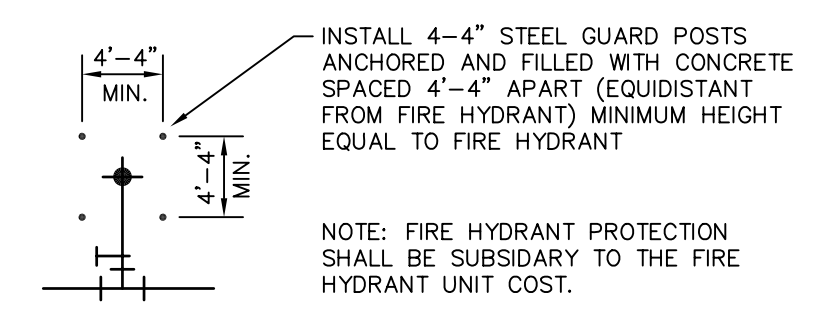 4'-4"
MIN.
4'-4"
MIN.
INSTALL 4-4" STEEL GUARD POSTS
ANCHORED AND FILLED WITH CONCRETE
SPACED 4'-4" APART (EQUIDISTANT
FROM FIRE HYDRANT) MINIMUM HEIGHT
EQUAL TO FIRE HYDRANT
NOTE: FIRE HYDRANT PROTECTION
SHALL BE SUBSIDARY TO THE FIRE
HYDRANT UNIT COST.